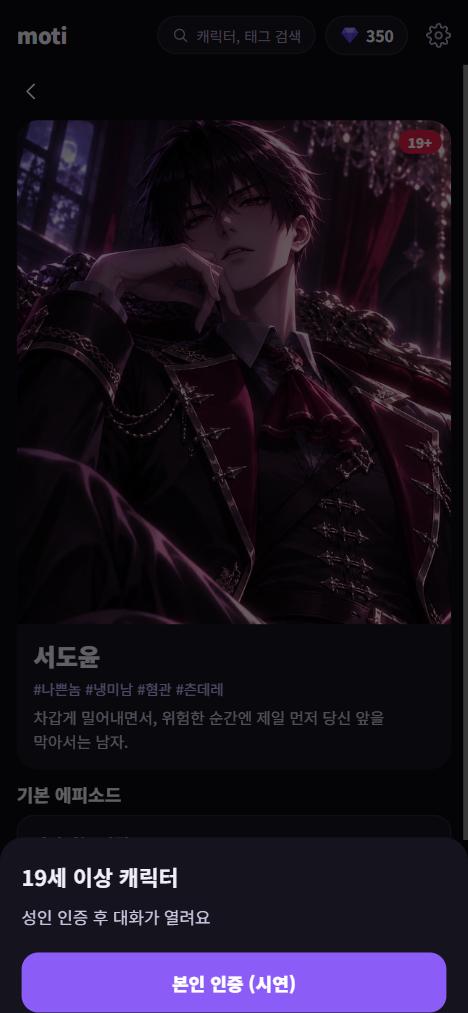 moti
캐릭터, 태그 검색
350
19+
서도윤
#나쁜놈 #냉미남 #혐관 #츤데레
차갑게 밀어내면서, 위험한 순간엔 제일 먼저 당신 앞을
막아서는 남자.
기본 에피소드
19세 이상 캐릭터
성인 인증 후 대화가 열려요
본인 인증 (시연)